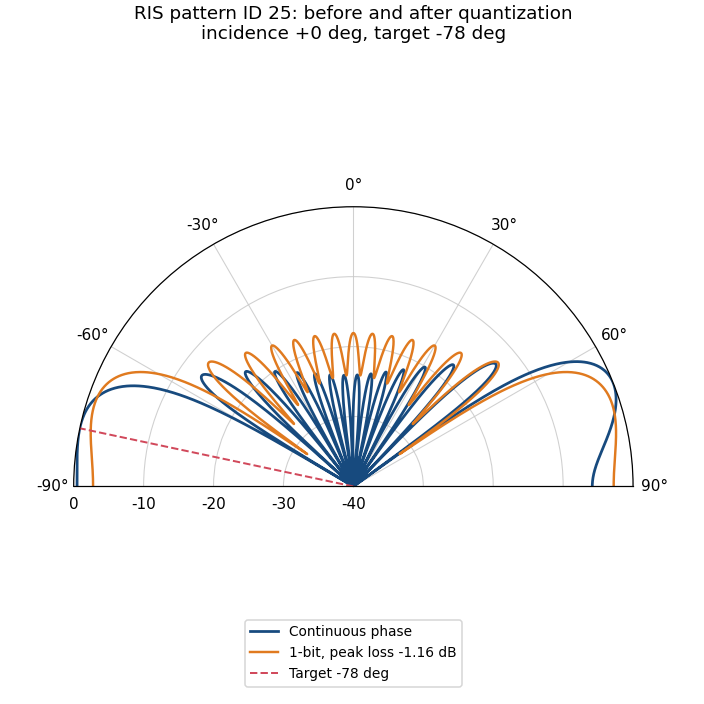 RIS pattern ID 25: before and after quantization
incidence +0 deg, target -78 deg
0°
-30°
30°
-60°
60°
-90°
90°
0
-10
-20
-30
-40
Continuous phase
1-bit, peak loss -1.16 dB
Target -78 deg